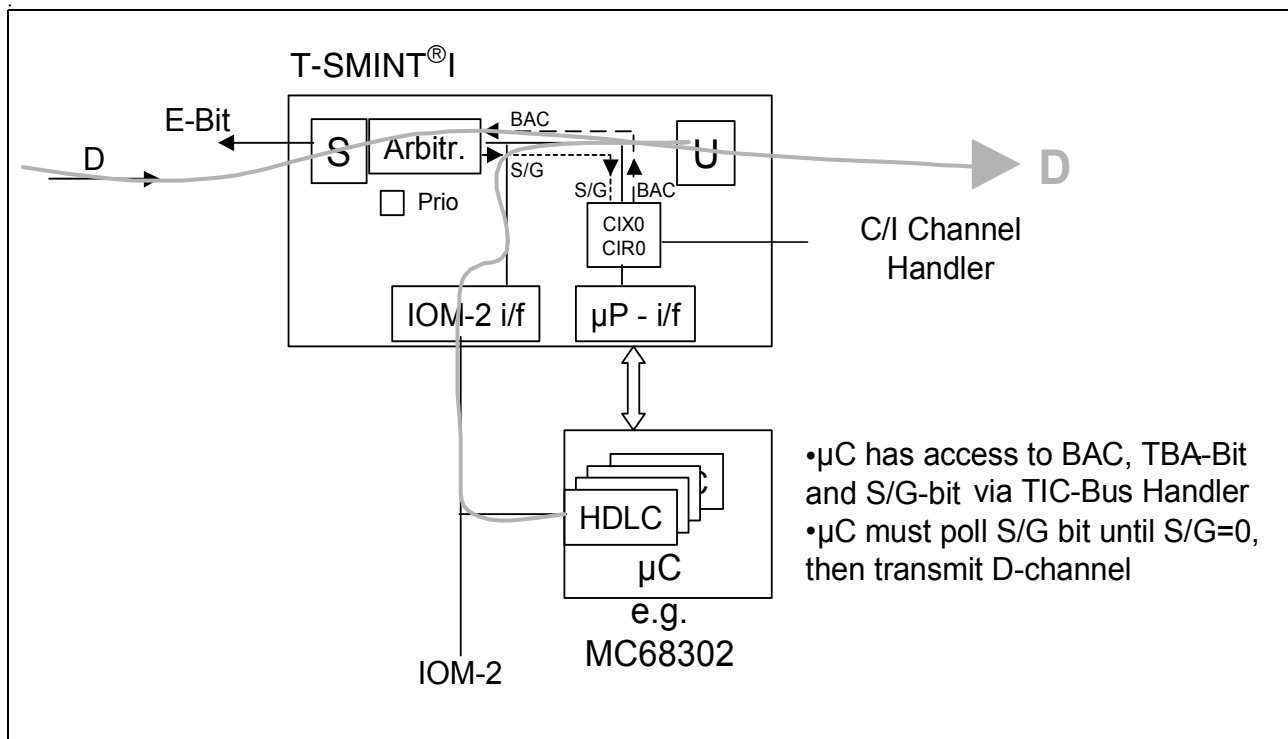 T-SMINT®I
E-Bit
D
S
Arbitr.
BAC
S/G
Prio
S/G
BAC
U
D
CIX0
CIR0
C/I Channel
Handler
IOM-2 i/f
µP - i/f
C
HDLC
µC
e.g.
MC68302
IOM-2
•µC has access to BAC, TBA-Bit
and S/G-bit via TIC-Bus Handler
•µC must poll S/G bit until S/G=0,
then transmit D-channel